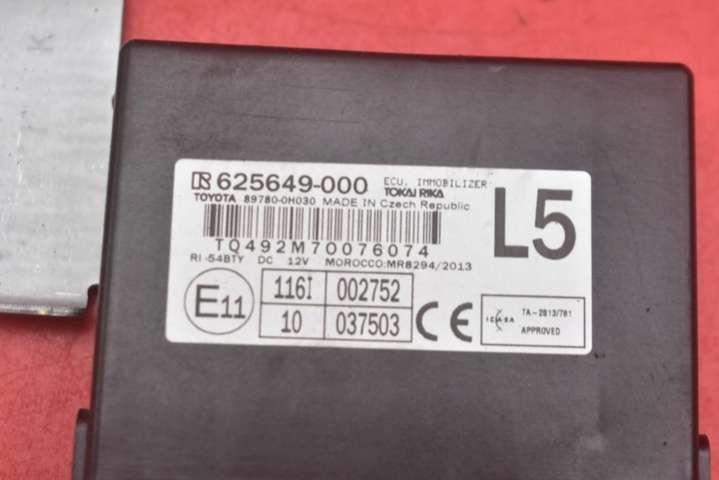 625649-000 ECU, IMMOBILIZER
TOKAI RIKA
TOYOTA 89780-0H030 MADE IN Czech Republic
L5
TQ492M70076074
RI-54BTY DC 12V MOROCCO:MR8294/2013
E11
116I 002752
10 037503
CE
ICASA
TA-2013/781
APPROVED
K